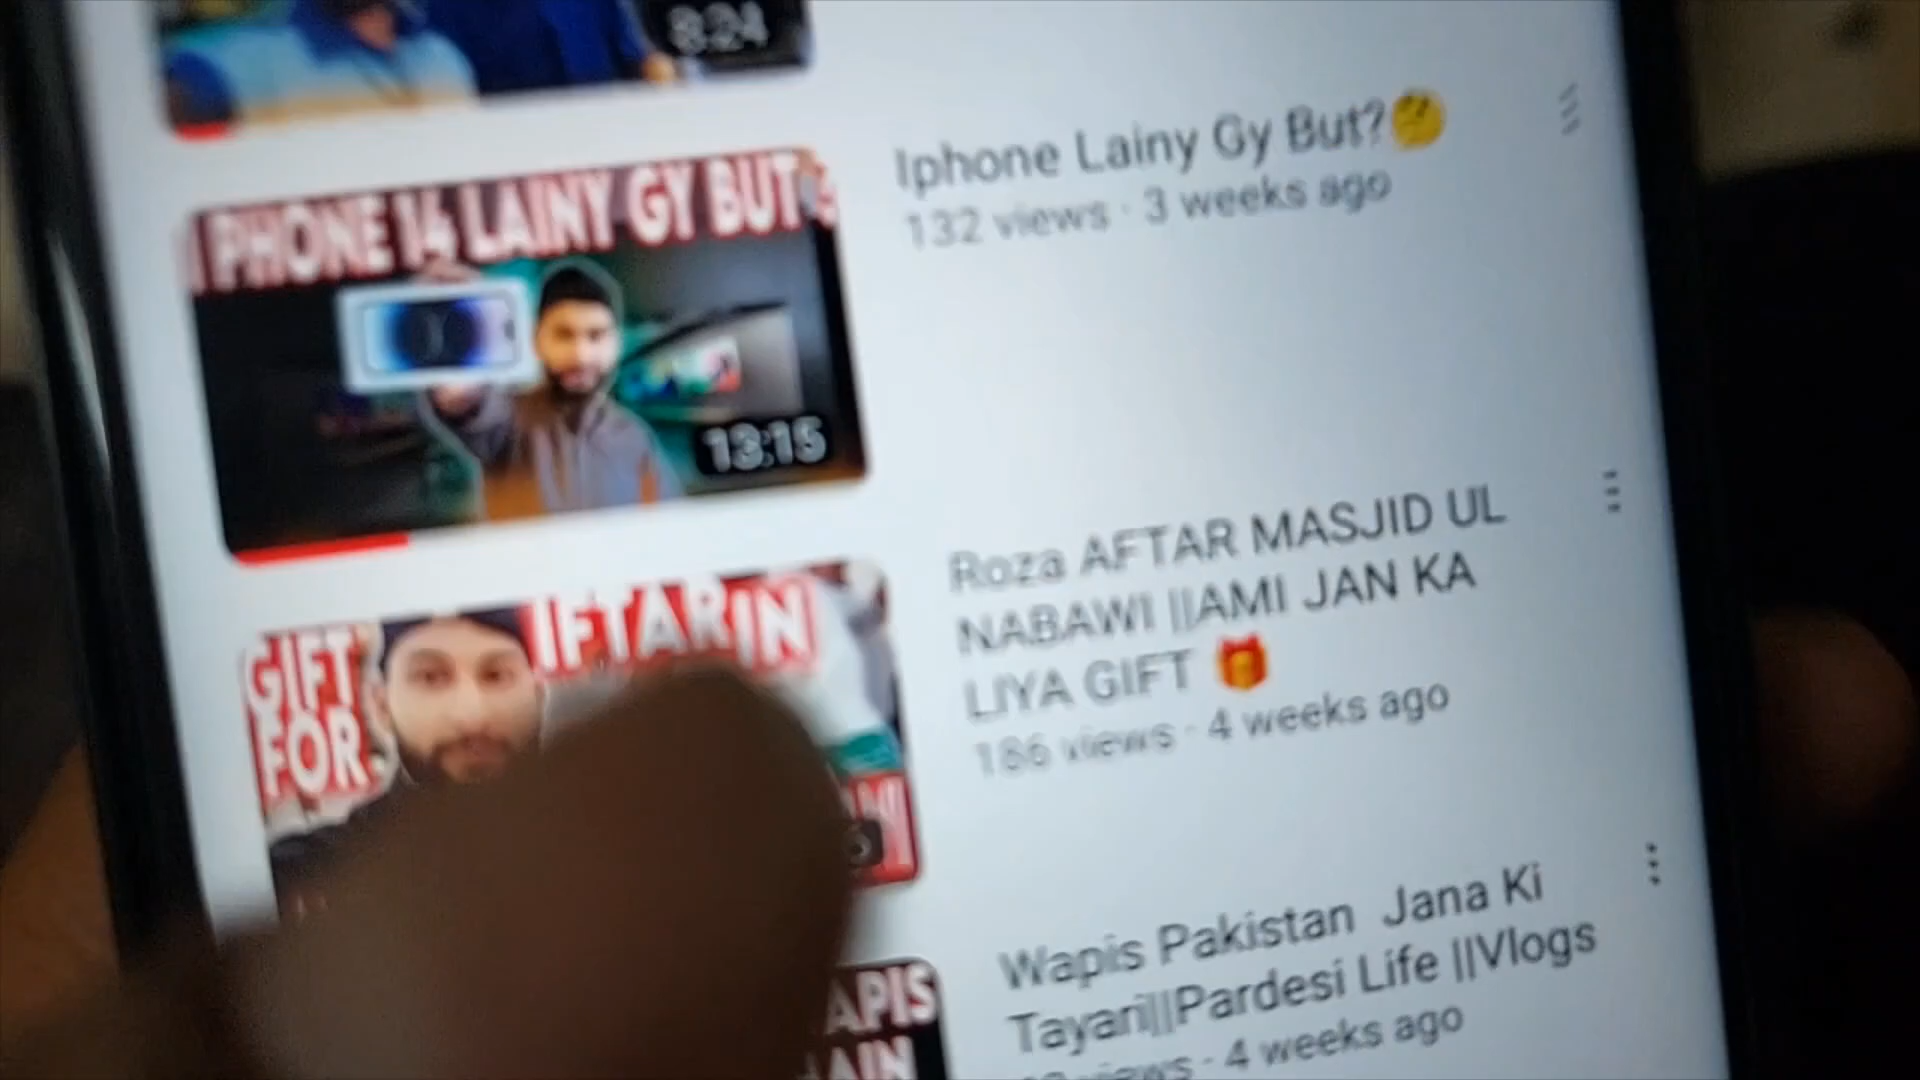 8:24
I PHONE 14 LAINY GY BUT ?
13:15
Iphone Lainy Gy But?🤔
132 views · 3 weeks ago
GIFT
FOR
IFTAR IN
Roza AFTAR MASJID UL
NABAWI ||AMI JAN KA
LIYA GIFT 🎁
186 views · 4 weeks ago
Wapis Pakistan Jana Ki
Tayari||Pardesi Life ||Vlogs
views · 4 weeks ago